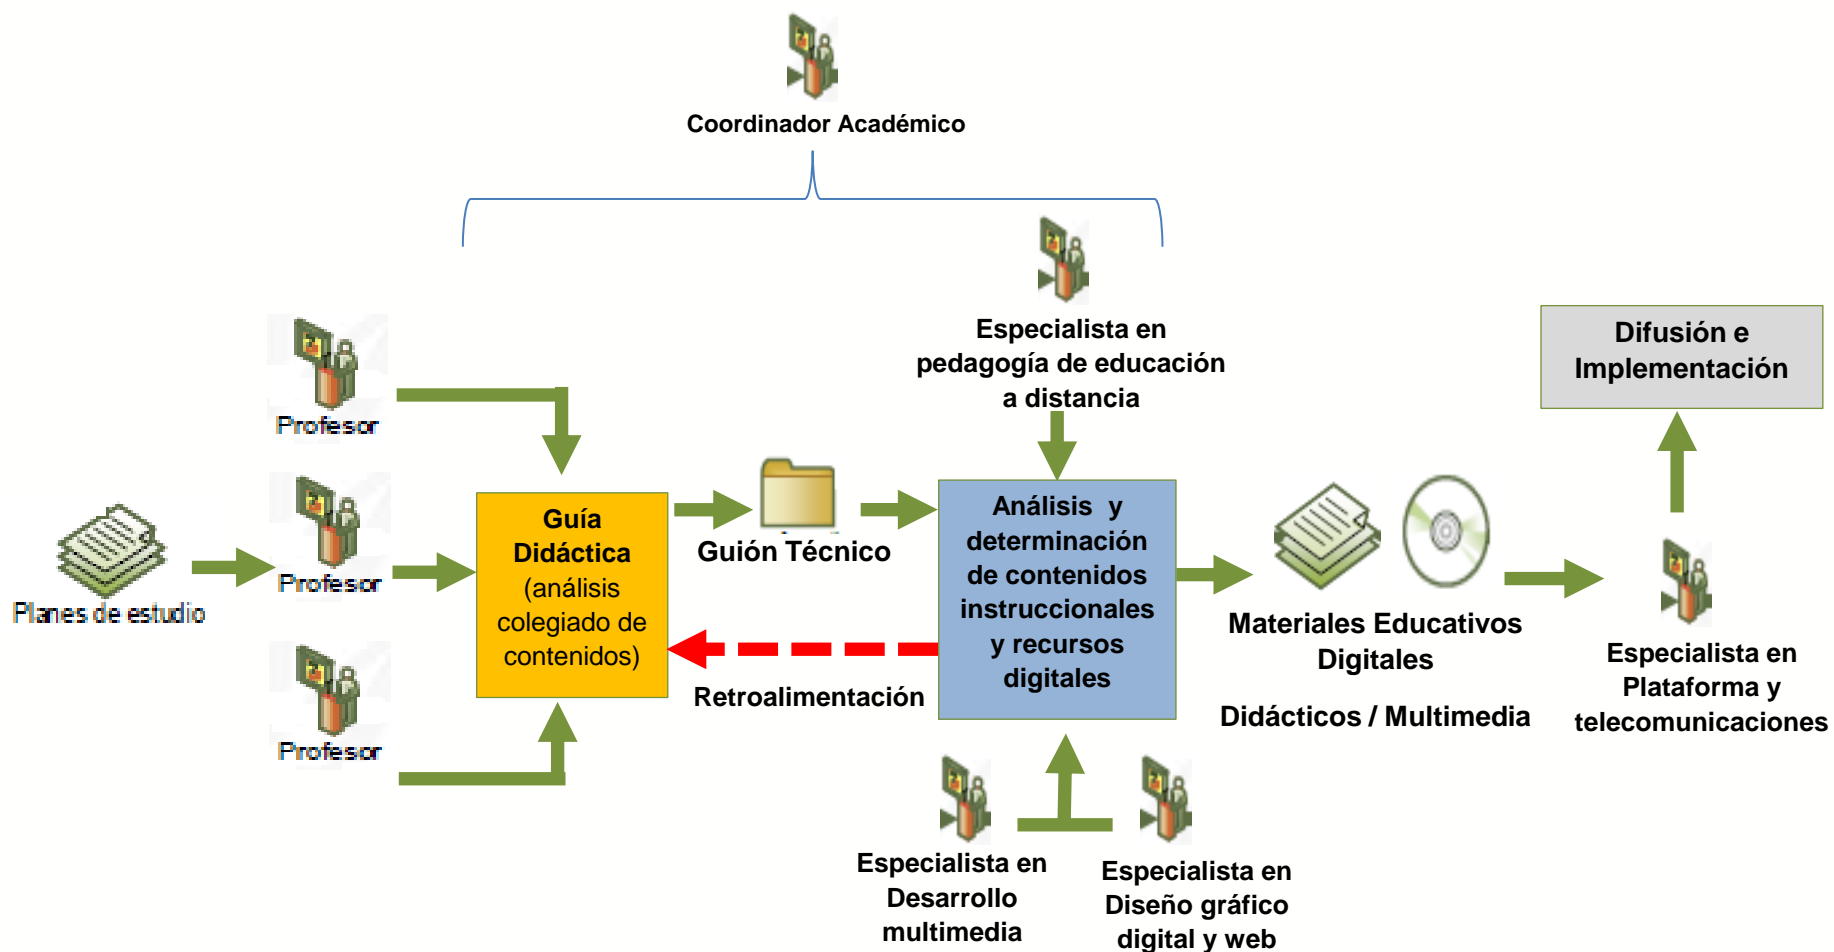 Coordinador Académico
Especialista en
pedagogía de educación
a distancia
Difusión e
Implementación
Profesor
Profesor
Profesor
Planes de estudio
Guía
Didáctica
(análisis
colegiado de
contenidos)
Guión Técnico
Retroalimentación
Análisis y
determinación
de contenidos
instruccionales
y recursos
digitales
Materiales Educativos
Digitales
Didácticos / Multimedia
Especialista en
Plataforma y
telecomunicaciones
Especialista en
Desarrollo
multimedia
Especialista en
Diseño gráfico
digital y web